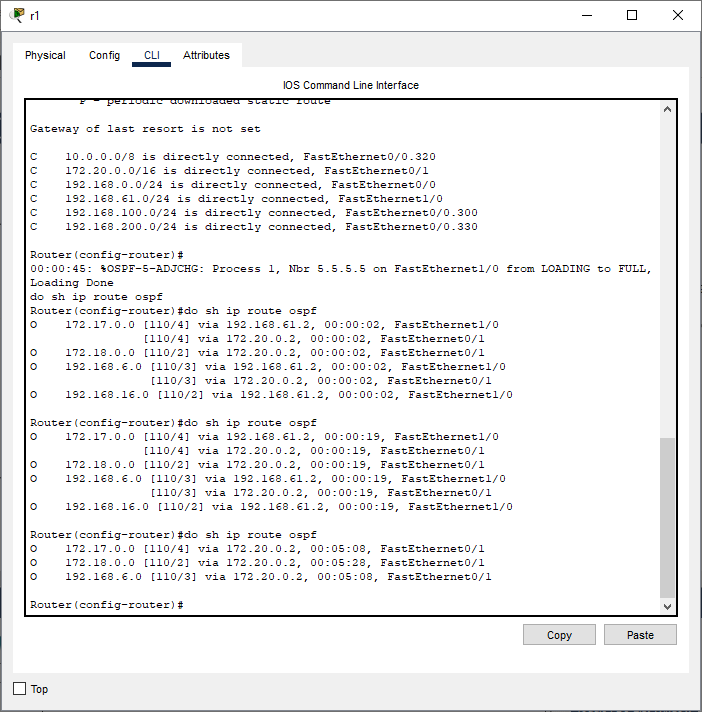 r1
Physical Config CLI Attributes
IOS Command Line Interface
P - periodic downloaded static route
Gateway of last resort is not set
C    10.0.0.0/8 is directly connected, FastEthernet0/0.320
C    172.20.0.0/16 is directly connected, FastEthernet0/1
C    192.168.0.0/24 is directly connected, FastEthernet0/0
C    192.168.61.0/24 is directly connected, FastEthernet1/0
C    192.168.100.0/24 is directly connected, FastEthernet0/0.300
C    192.168.200.0/24 is directly connected, FastEthernet0/0.330
Router(config-router)#
00:00:45: %OSPF-5-ADJCHG: Process 1, Nbr 5.5.5.5 on FastEthernet1/0 from LOADING to FULL,
Loading Done
do sh ip route ospf
Router(config-router)#do sh ip route ospf
O    172.17.0.0 [110/4] via 192.168.61.2, 00:00:02, FastEthernet1/0
[110/4] via 172.20.0.2, 00:00:02, FastEthernet0/1
O    172.18.0.0 [110/2] via 172.20.0.2, 00:00:02, FastEthernet0/1
O    192.168.6.0 [110/3] via 192.168.61.2, 00:00:02, FastEthernet1/0
[110/3] via 172.20.0.2, 00:00:02, FastEthernet0/1
O    192.168.16.0 [110/2] via 192.168.61.2, 00:00:02, FastEthernet1/0
Router(config-router)#do sh ip route ospf
O    172.17.0.0 [110/4] via 192.168.61.2, 00:00:19, FastEthernet1/0
[110/4] via 172.20.0.2, 00:00:19, FastEthernet0/1
O    172.18.0.0 [110/2] via 172.20.0.2, 00:00:19, FastEthernet0/1
O    192.168.6.0 [110/3] via 192.168.61.2, 00:00:19, FastEthernet1/0
[110/3] via 172.20.0.2, 00:00:19, FastEthernet0/1
O    192.168.16.0 [110/2] via 192.168.61.2, 00:00:19, FastEthernet1/0
Router(config-router)#do sh ip route ospf
O    172.17.0.0 [110/4] via 172.20.0.2, 00:05:08, FastEthernet0/1
O    172.18.0.0 [110/2] via 172.20.0.2, 00:05:28, FastEthernet0/1
O    192.168.6.0 [110/3] via 172.20.0.2, 00:05:08, FastEthernet0/1
Router(config-router)#
Copy Paste
Top